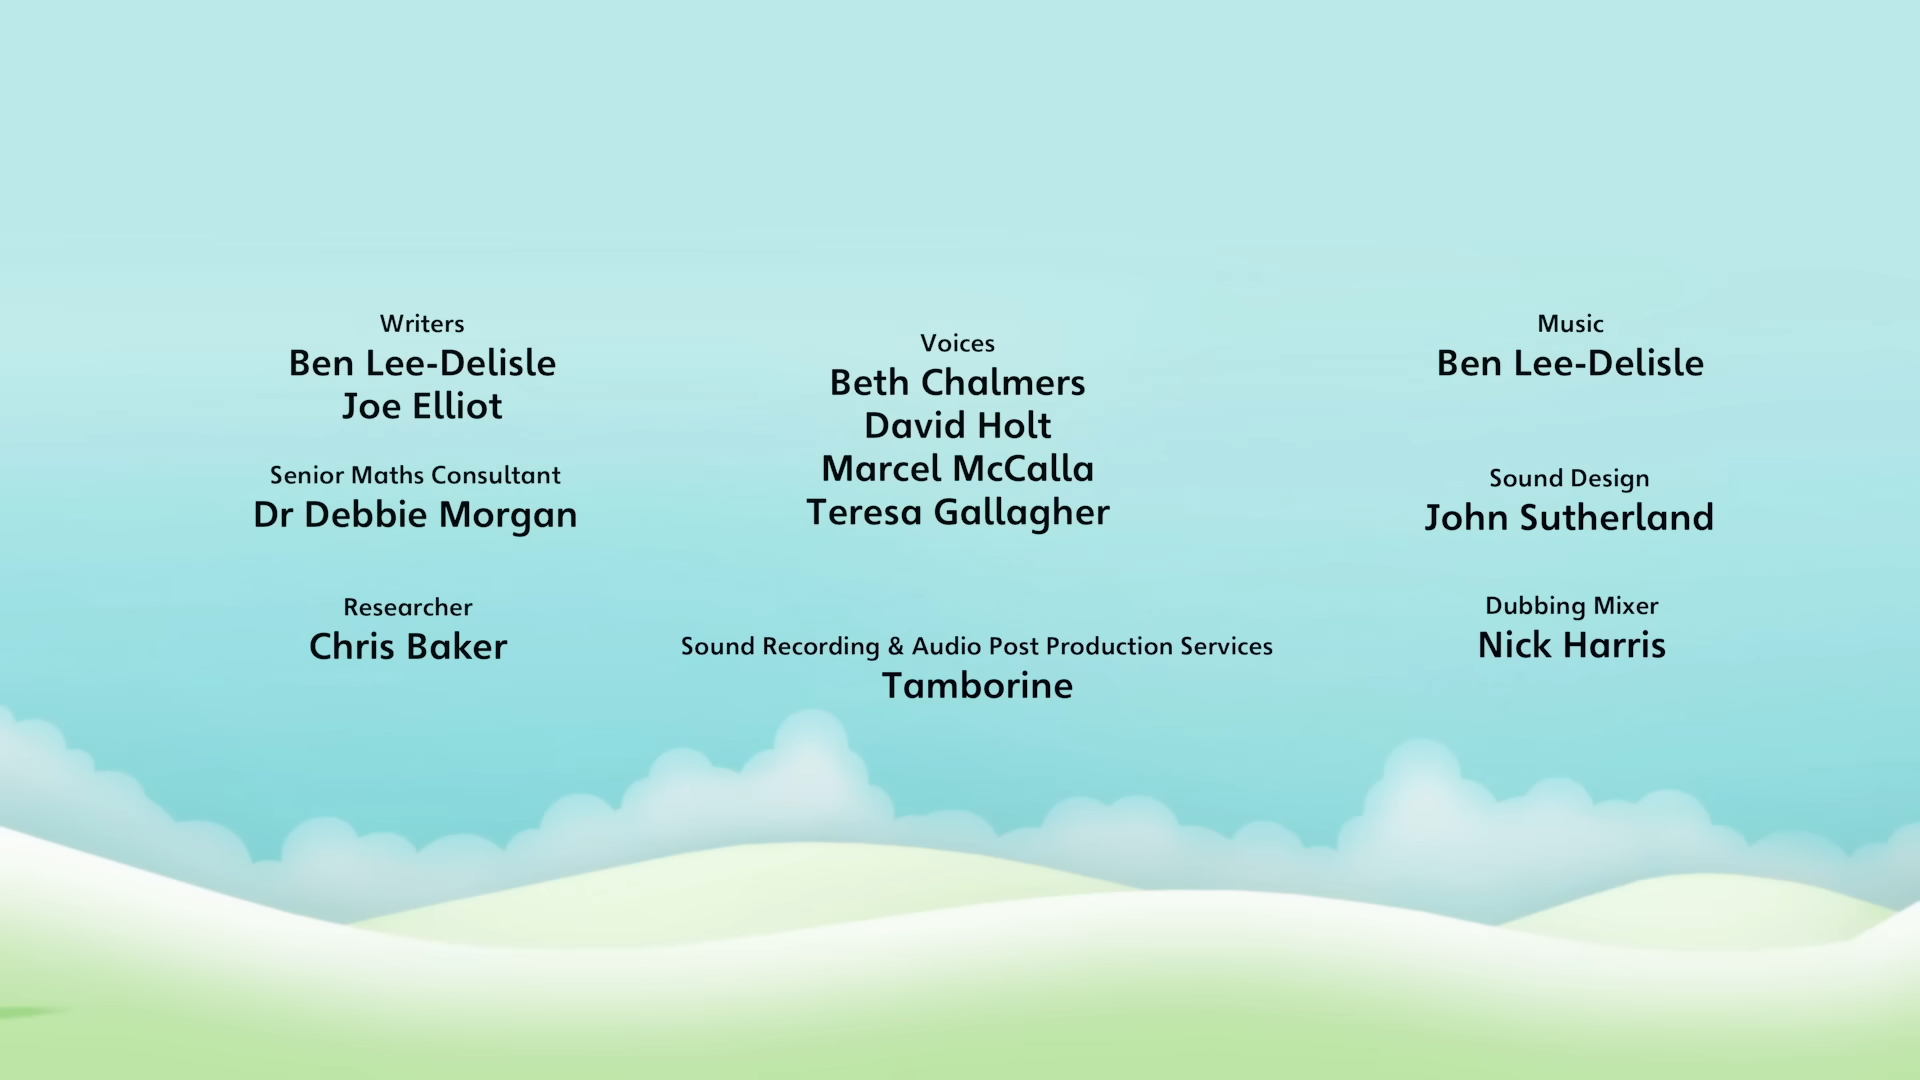 Writers
Ben Lee-Delisle
Joe Elliot
Senior Maths Consultant
Dr Debbie Morgan
Researcher
Chris Baker
Voices
Beth Chalmers
David Holt
Marcel McCalla
Teresa Gallagher
Sound Recording & Audio Post Production Services
Tamborine
Music
Ben Lee-Delisle
Sound Design
John Sutherland
Dubbing Mixer
Nick Harris